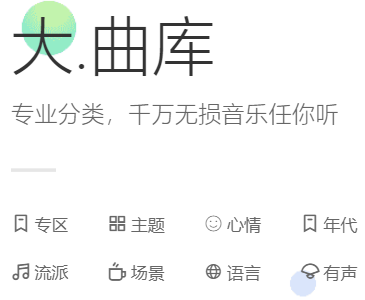 大.曲库
专业分类，千万无损音乐任你听
专区 主题 心情 年代
流派 场景 语言 有声